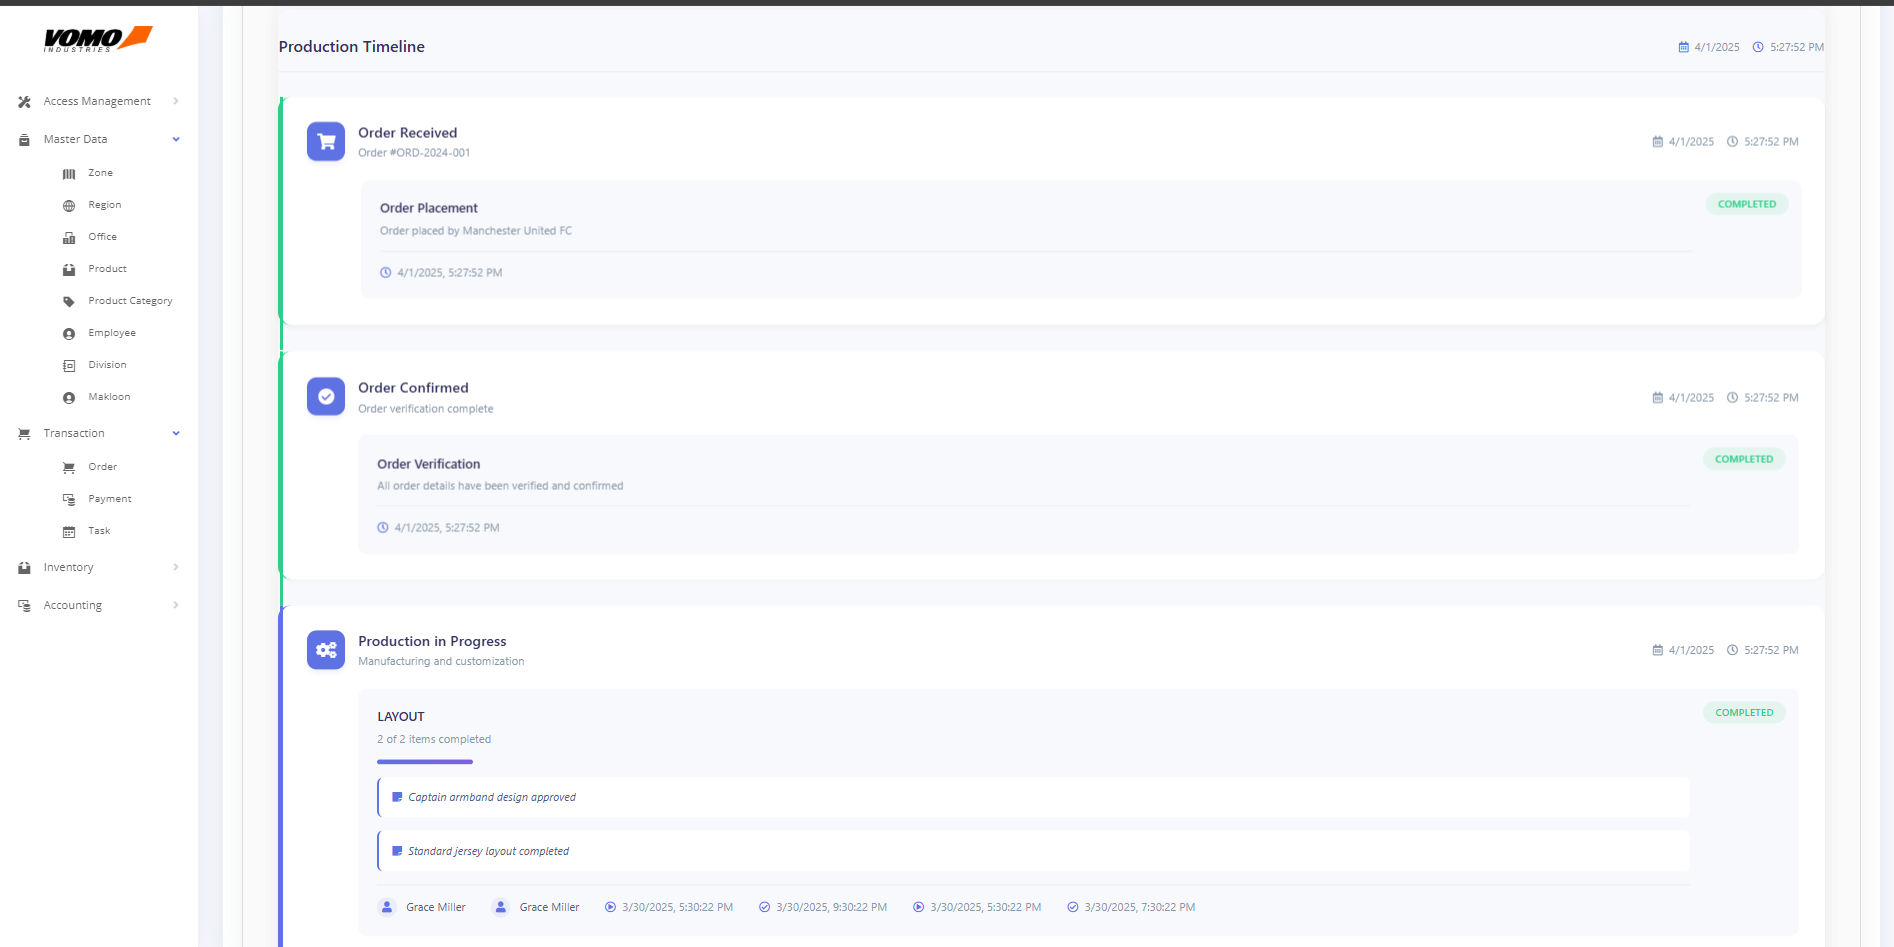 VOMO
INDUSTRIES
Access Management
Master Data
Zone
Region
Office
Product
Product Category
Employee
Division
Makloon
Transaction
Order
Payment
Task
Inventory
Accounting
Production Timeline
4/1/2025 5:27:52 PM
Order Received
Order #ORD-2024-001
4/1/2025 5:27:52 PM
Order Placement
COMPLETED
Order placed by Manchester United FC
4/1/2025, 5:27:52 PM
Order Confirmed
Order verification complete
4/1/2025 5:27:52 PM
Order Verification
COMPLETED
All order details have been verified and confirmed
4/1/2025, 5:27:52 PM
Production in Progress
Manufacturing and customization
4/1/2025 5:27:52 PM
LAYOUT
COMPLETED
2 of 2 items completed
Captain armband design approved
Standard jersey layout completed
Grace Miller Grace Miller 3/30/2025, 5:30:22 PM 3/30/2025, 9:30:22 PM 3/30/2025, 5:30:22 PM 3/30/2025, 7:30:22 PM